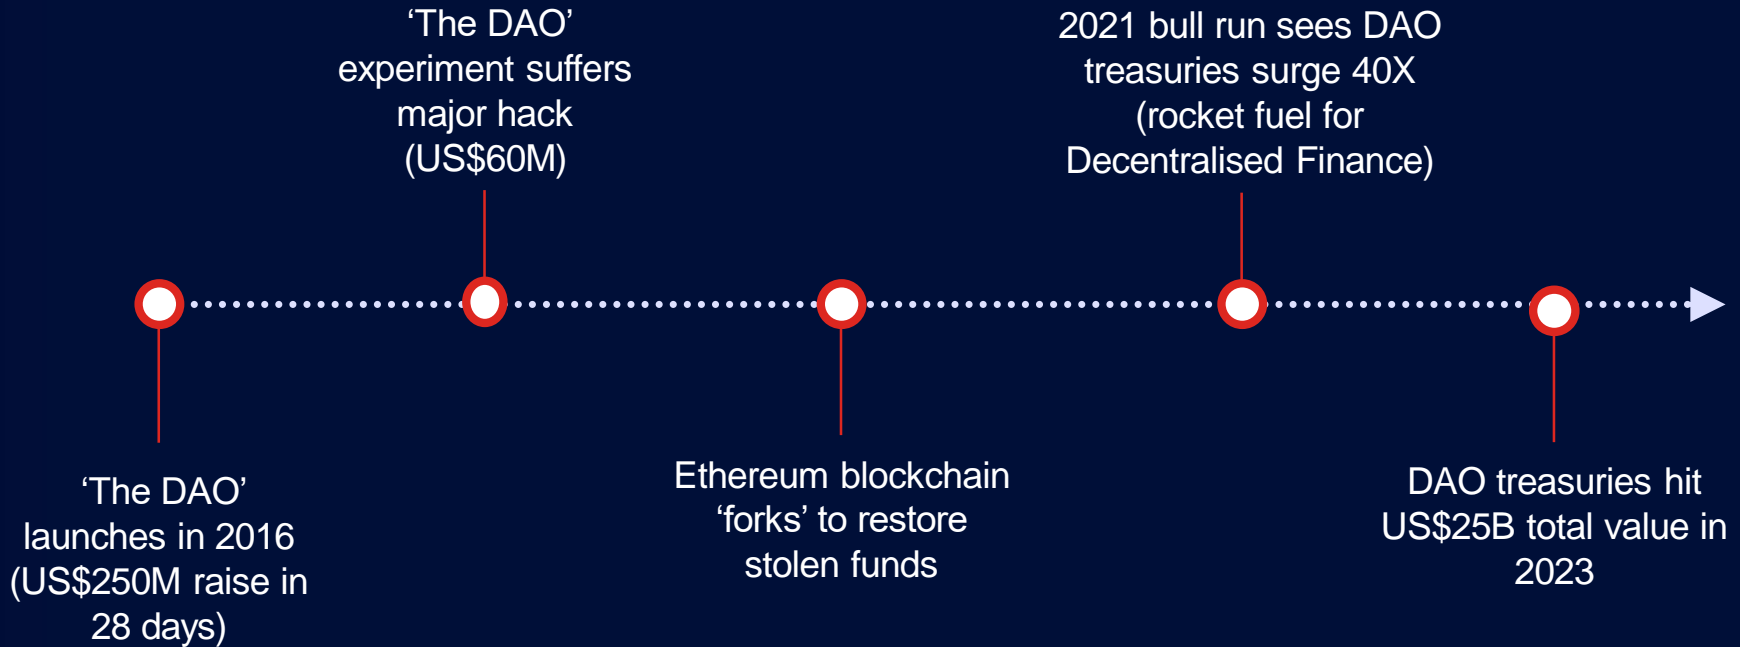 ‘The DAO’
launches in 2016
(US$250M raise in
28 days)
‘The DAO’
experiment suffers
major hack
(US$60M)
Ethereum blockchain
‘forks’ to restore
stolen funds
2021 bull run sees DAO
treasuries surge 40X
(rocket fuel for
Decentralised Finance)
DAO treasuries hit
US$25B total value in
2023